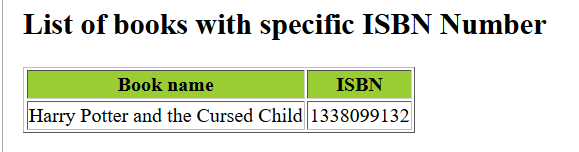 List of books with specific ISBN Number
Book name ISBN
Harry Potter and the Cursed Child 1338099132